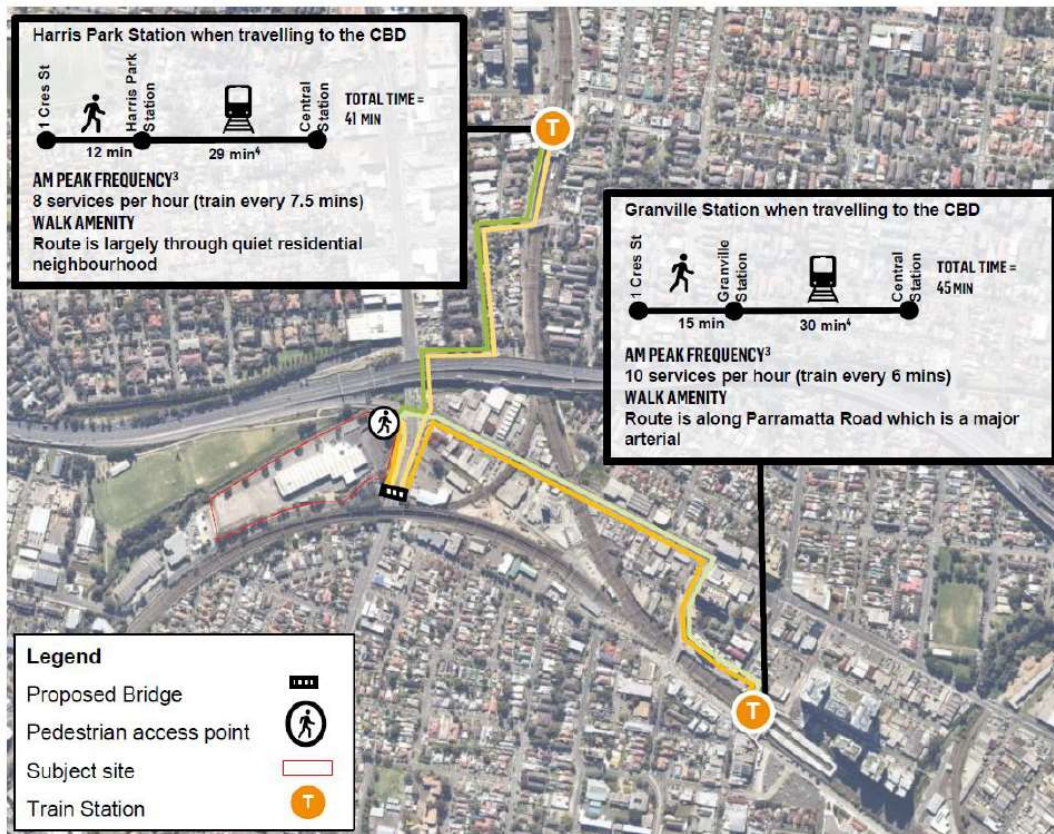 Harris Park Station when travelling to the CBD
1 Cres St
Harris Park
Station
Central
Station
TOTAL TIME =
41 MIN
12 min
29 min⁴
AM PEAK FREQUENCY³
8 services per hour (train every 7.5 mins)
WALK AMENITY
Route is largely through quiet residential
neighbourhood
T
Granville Station when travelling to the CBD
1 Cres St
Granville
Station
Central
Station
TOTAL TIME =
45 MIN
15 min
30 min⁴
AM PEAK FREQUENCY³
10 services per hour (train every 6 mins)
WALK AMENITY
Route is along Parramatta Road which is a major
arterial
T
Legend
Proposed Bridge
Pedestrian access point
Subject site
Train Station
T